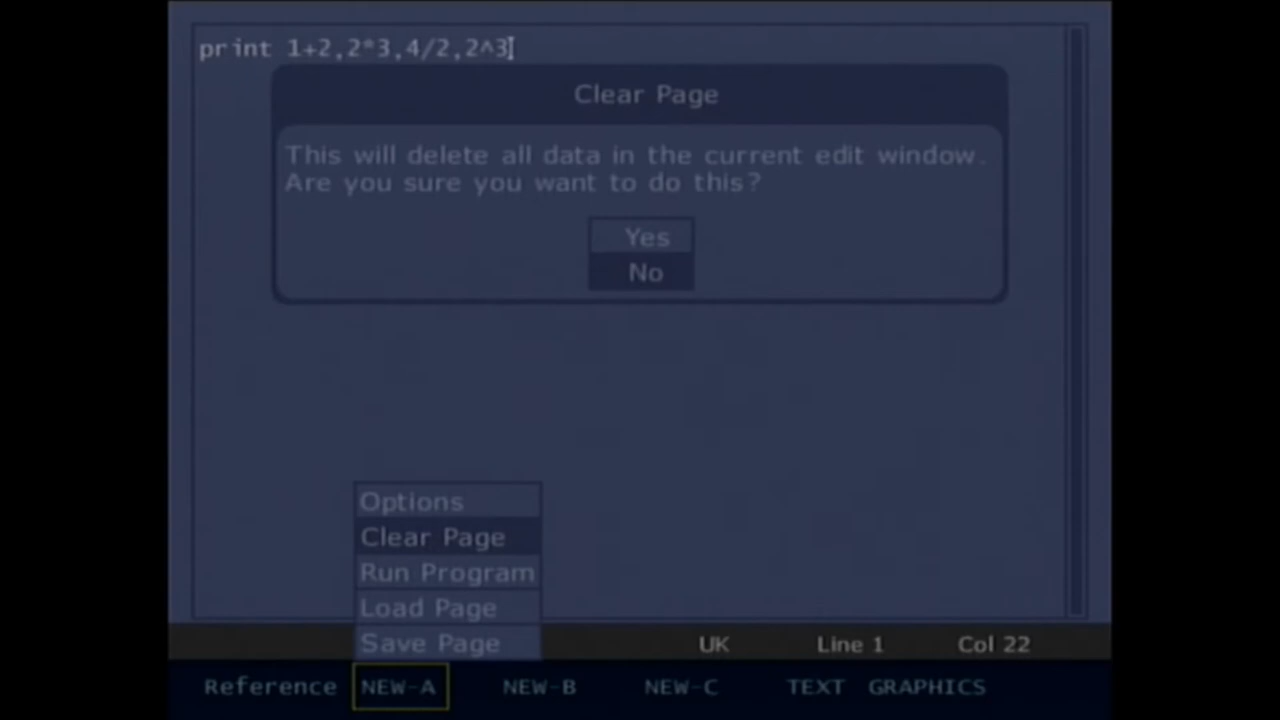 print 1+2,2*3,4/2,2^3
Clear Page
This will delete all data in the current edit window.
Are you sure you want to do this?
Yes
No
Options
Clear Page
Run Program
Load Page
Save Page
UK Line 1 Col 22
Reference NEW-A NEW-B NEW-C TEXT GRAPHICS